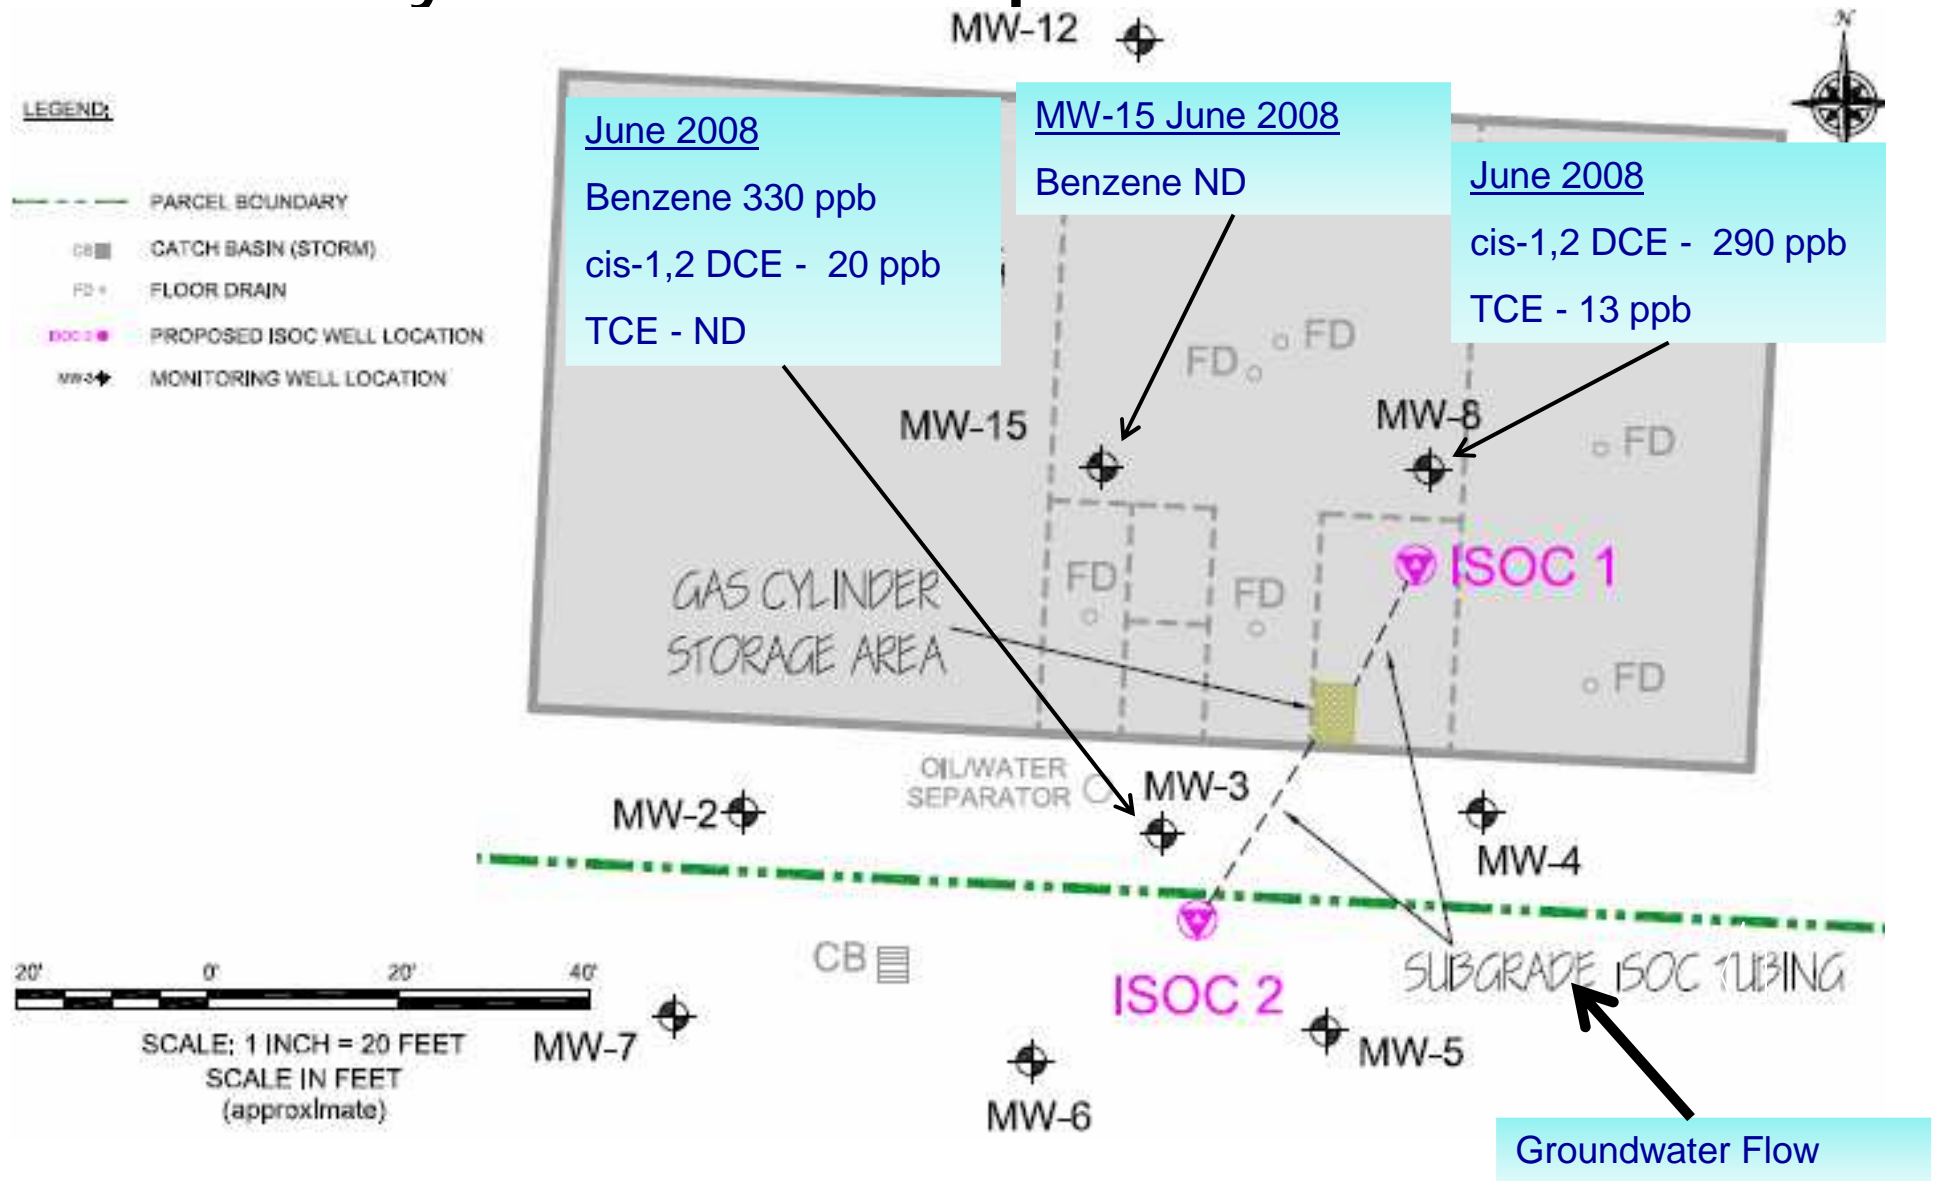 MW-12
N
LEGEND:
PARCEL BOUNDARY
CB
CATCH BASIN (STORM)
FD
FLOOR DRAIN
PROPOSED ISOC WELL LOCATION
MW-3
MONITORING WELL LOCATION
June 2008
Benzene 330 ppb
cis-1,2 DCE - 20 ppb
TCE - ND
MW-15 June 2008
Benzene ND
June 2008
cis-1,2 DCE - 290 ppb
TCE - 13 ppb
FD
FD
MW-15
MW-8
FD
ISOC 1
GAS CYLINDER
STORAGE AREA
FD
FD
FD
OIL/WATER
SEPARATOR
MW-3
MW-2
MW-4
CB
ISOC 2
SUBGRADE ISOC TUBING
20'
0'
20'
40'
SCALE: 1 INCH = 20 FEET
SCALE IN FEET
(approximate)
MW-7
MW-6
MW-5
Groundwater Flow